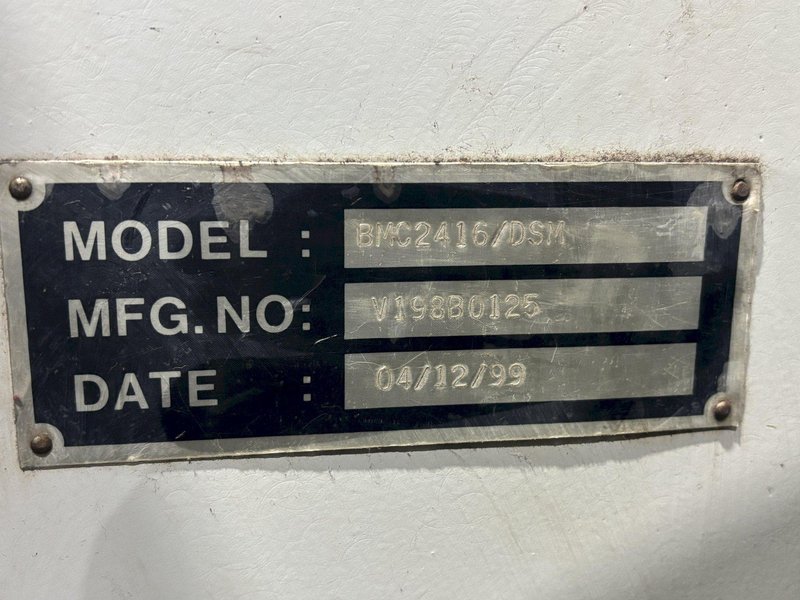 MODEL : BMC2416/DSM
MFG. NO: V198B0125
DATE : 04/12/99